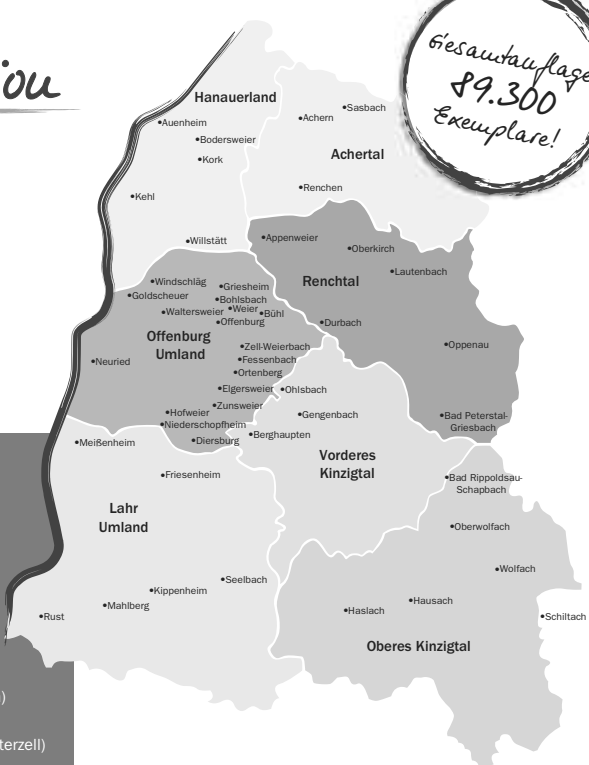 ion
Gesamtauflage
89.300
Exemplare!
Hanauerland
Auenheim
Bodersweier
Kork
Kehl
Willstätt
Sasbach
Achern
Achertal
Renchen
Appenweier
Oberkirch
Lautenbach
Renchtal
Durbach
Oppenau
Bad Peterstal-
Griesbach
Windschläg
Griesheim
Goldscheuer
Bohlsbach
Waltersweier
Weier
Bühl
Offenburg
Offenburg
Umland
Zell-Weierbach
Fessenbach
Neuried
Ortenberg
Elgersweier
Zunsweier
Hofweier
Niederschopfheim
Diersburg
Ohlsbach
Gengenbach
Berghaupten
Vorderes
Kinzigtal
Meißenheim
Friesenheim
Lahr
Umland
Seelbach
Kippenheim
Mahlberg
Rust
Bad Rippoldsau-
Schapbach
Oberwolfach
Wolfach
Hausach
Haslach
Schiltach
Oberes Kinzigtal
)
terzell)